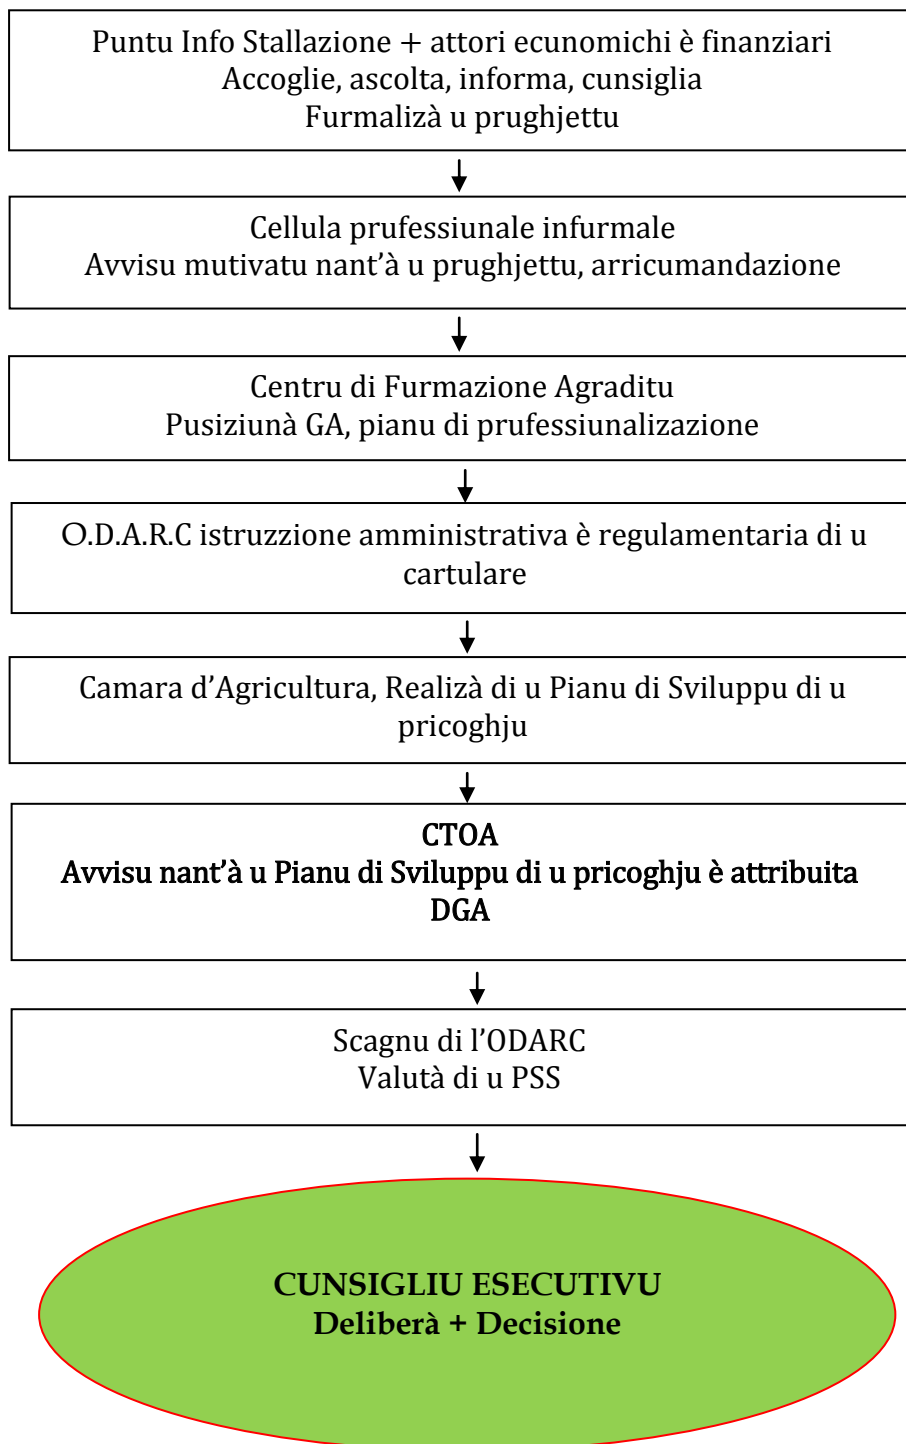 Puntu Info Stallazione + attori ecunomichi è finanziari
Accoglie, ascolta, informa, cunsiglia
Furmalizà u prughjettu
Cellula prufessiunale infurmale
Avvisu mutivatu nant’à u prughjettu, arricumandazione
Centru di Furmazione Agraditu
Pusiziunà GA, pianu di prufessiunalizazione
O.D.A.R.C istruzzione amministrativa è regulamentaria di u
cartulare
Camara d’Agricultura, Realizà di u Pianu di Sviluppu di u
pricoghju
CTOA
Avvisu nant’à u Pianu di Sviluppu di u pricoghju è attribuita
DGA
Scagnu di l’ODARC
Valutà di u PSS
CUNSIGLIU ESECUTIVU
Deliberà + Decisione